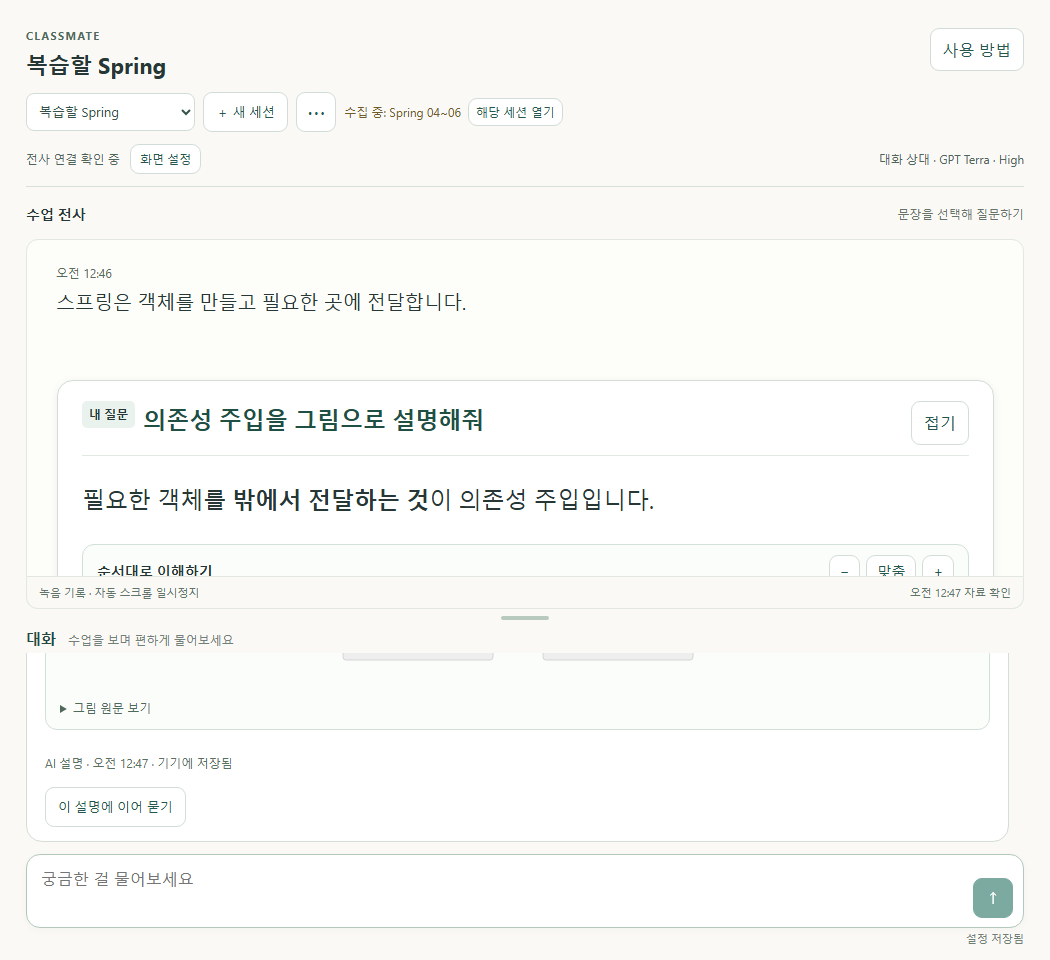 CLASSMATE
복습할 Spring
사용 방법
복습할 Spring
+ 새 세션
...
수집 중: Spring 04~06
해당 세션 열기
전사 연결 확인 중
화면 설정
대화 상대 · GPT Terra · High
수업 전사
문장을 선택해 질문하기
오전 12:46
스프링은 객체를 만들고 필요한 곳에 전달합니다.
내 질문
의존성 주입을 그림으로 설명해줘
접기
필요한 객체를 밖에서 전달하는 것이 의존성 주입입니다.
순서대로 이해하기
−
맞춤
+
녹음 기록 · 자동 스크롤 일시정지
오전 12:47 자료 확인
대화
수업을 보며 편하게 물어보세요
▶ 그림 원문 보기
AI 설명 · 오전 12:47 · 기기에 저장됨
이 설명에 이어 묻기
궁금한 걸 물어보세요
↑
설정 저장됨